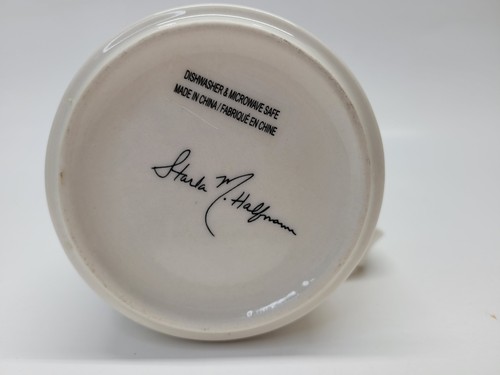 DISHWASHER & MICROWAVE SAFE
MADE IN CHINA / FABRIQUÉ EN CHINE
Starla M. Halfmann